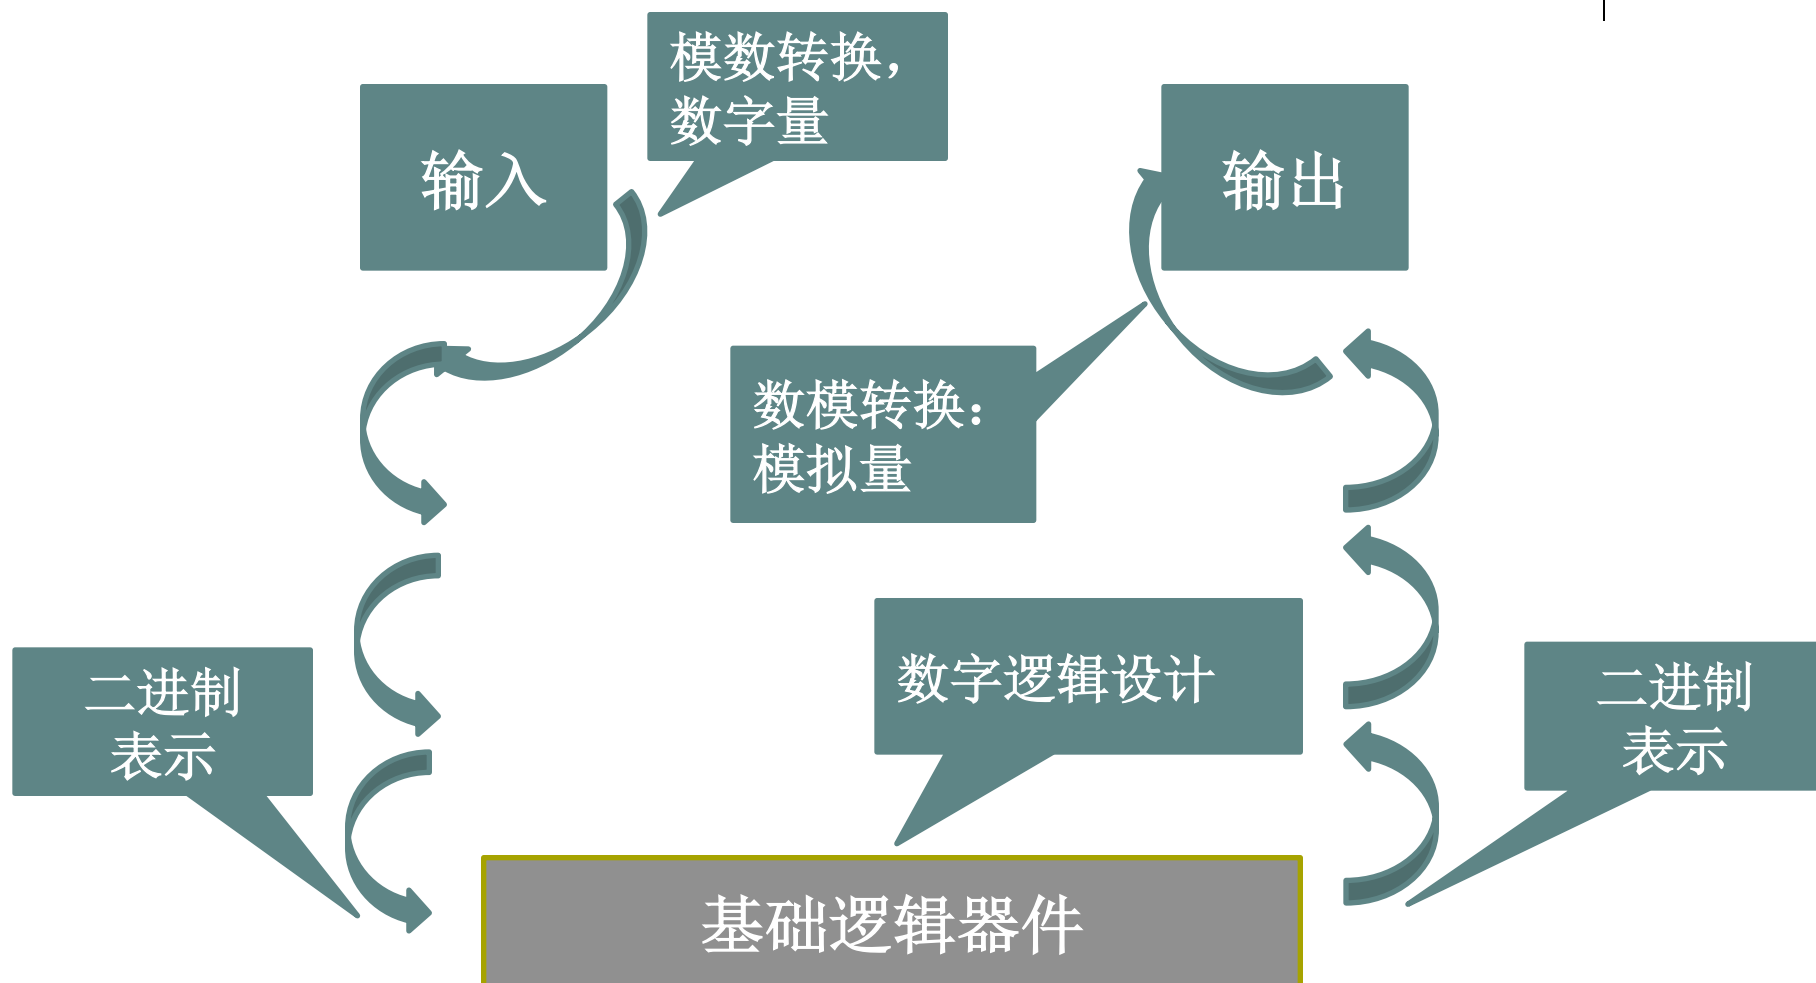 模数转换，
数字量
输入
输出
数模转换：
模拟量
数字逻辑设计
二进制
表示
二进制
表示
基础逻辑器件